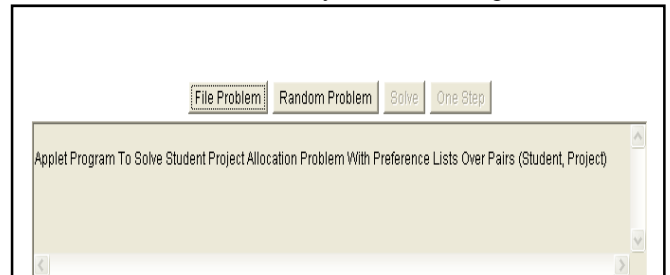 File Problem Random Problem Solve One Step
Applet Program To Solve Student Project Allocation Problem With Preference Lists Over Pairs (Student, Project)